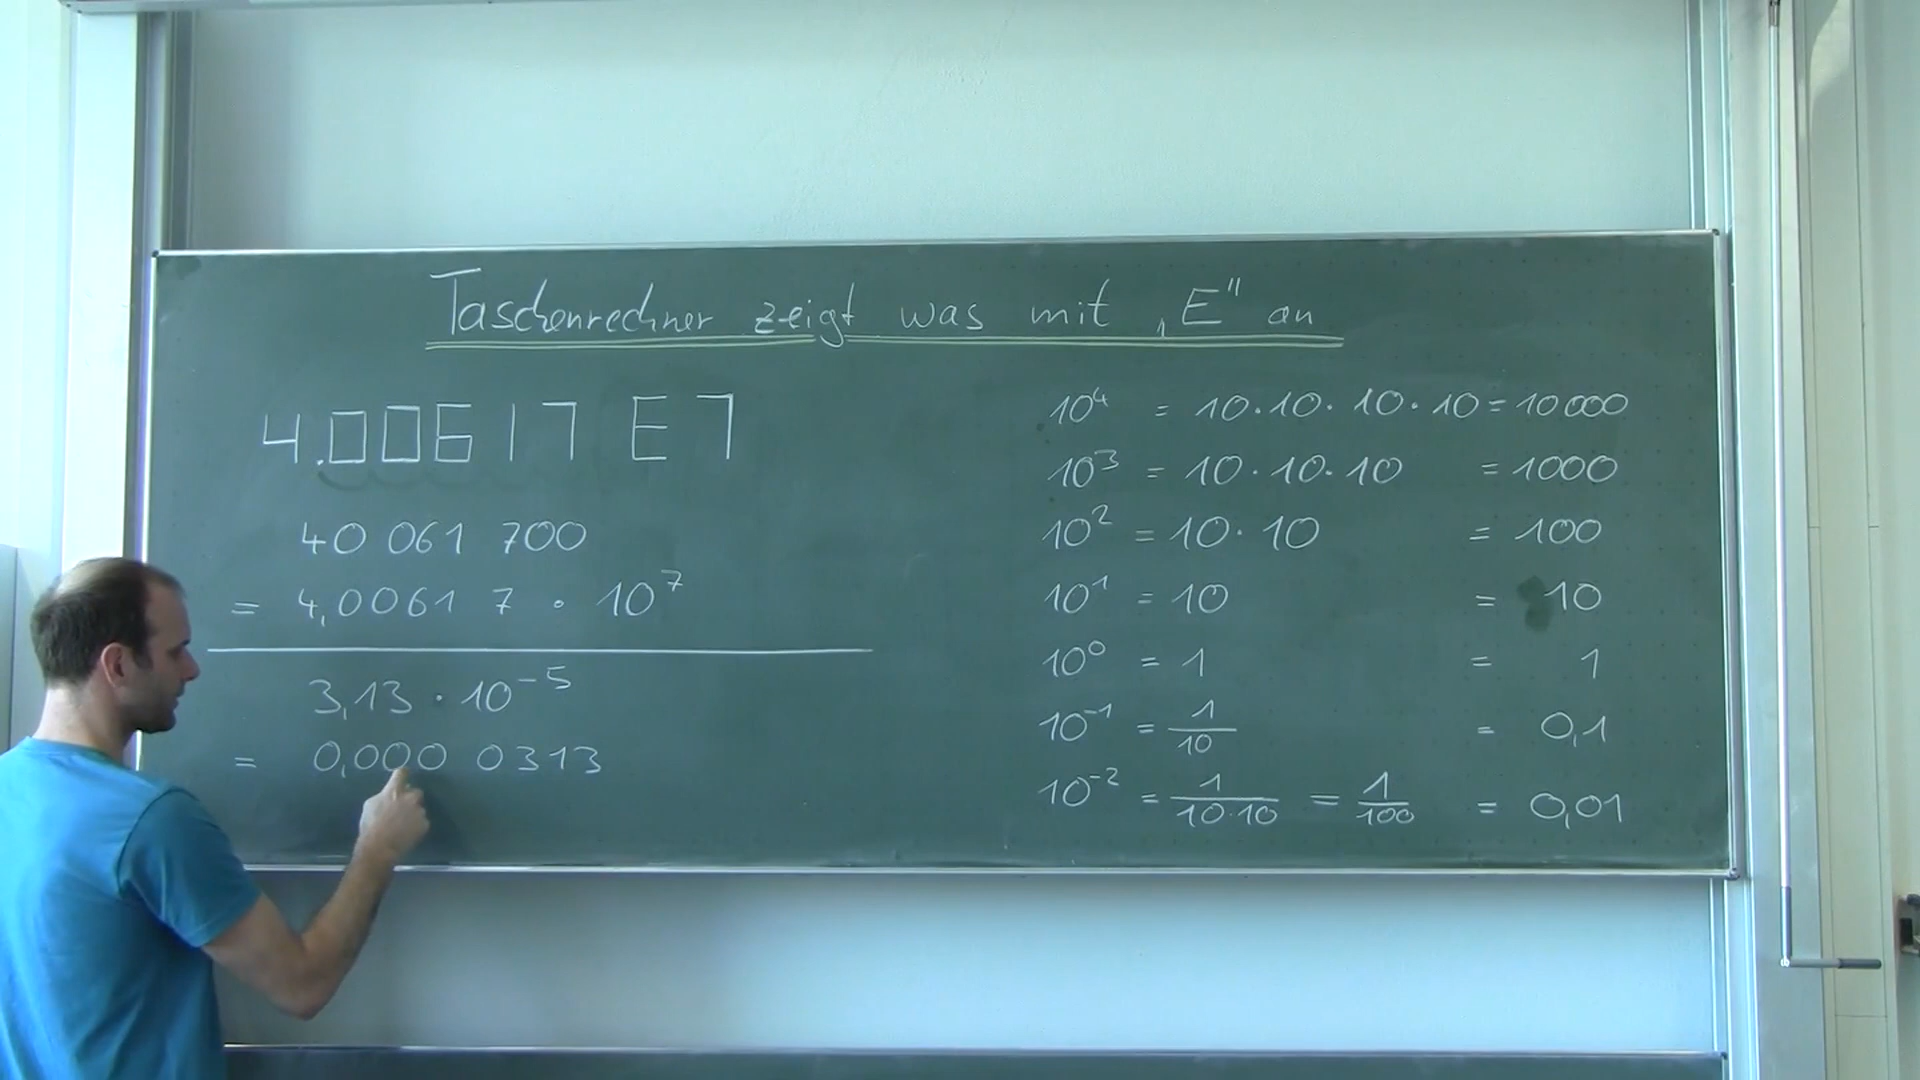 Taschenrechner zeigt was mit „E“ an
4.00617 E7
40 061 700
= 4,0061 7 · 10⁷
3,13 · 10⁻⁵
= 0,000 0313
10⁴ = 10·10·10·10 = 10000
10³ = 10·10·10 = 1000
10² = 10·10 = 100
10¹ = 10 = 10
10⁰ = 1 = 1
10⁻¹ = 1/10 = 0,1
10⁻² = 1/10·10 = 1/100 = 0,01